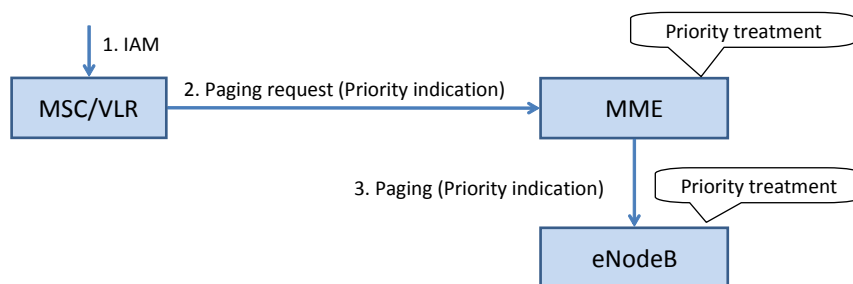 1. IAM
Priority treatment
MSC/VLR
2. Paging request (Priority indication)
MME
3. Paging (Priority indication)
Priority treatment
eNodeB